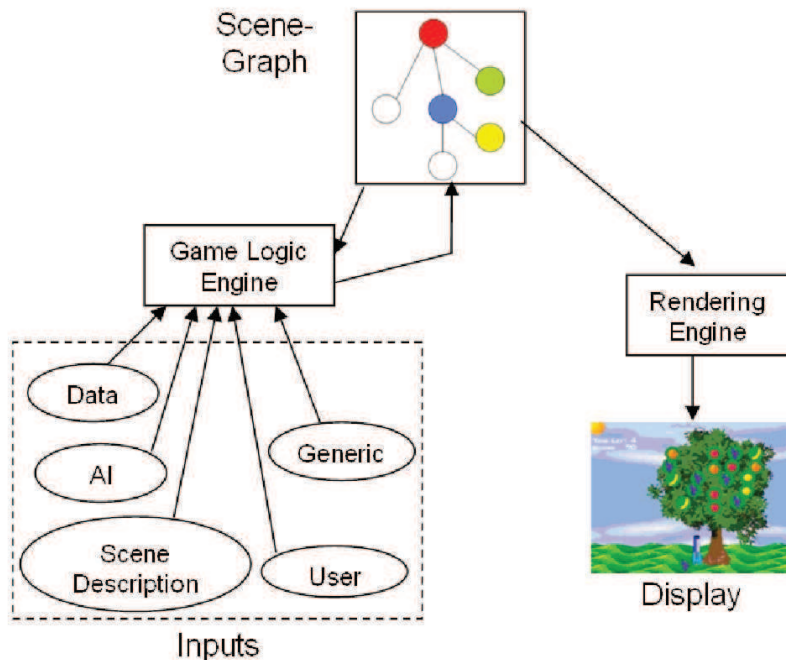 Scene-
Graph
Game Logic
Engine
Rendering
Engine
Data
Generic
AI
Scene
Description
User
Inputs
Display